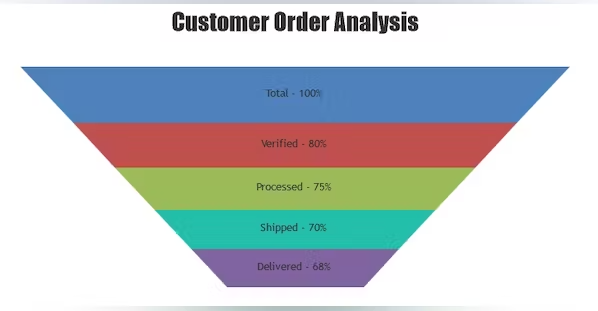 Customer Order Analysis
Total - 100%
Verified - 80%
Processed - 75%
Shipped - 70%
Delivered - 68%